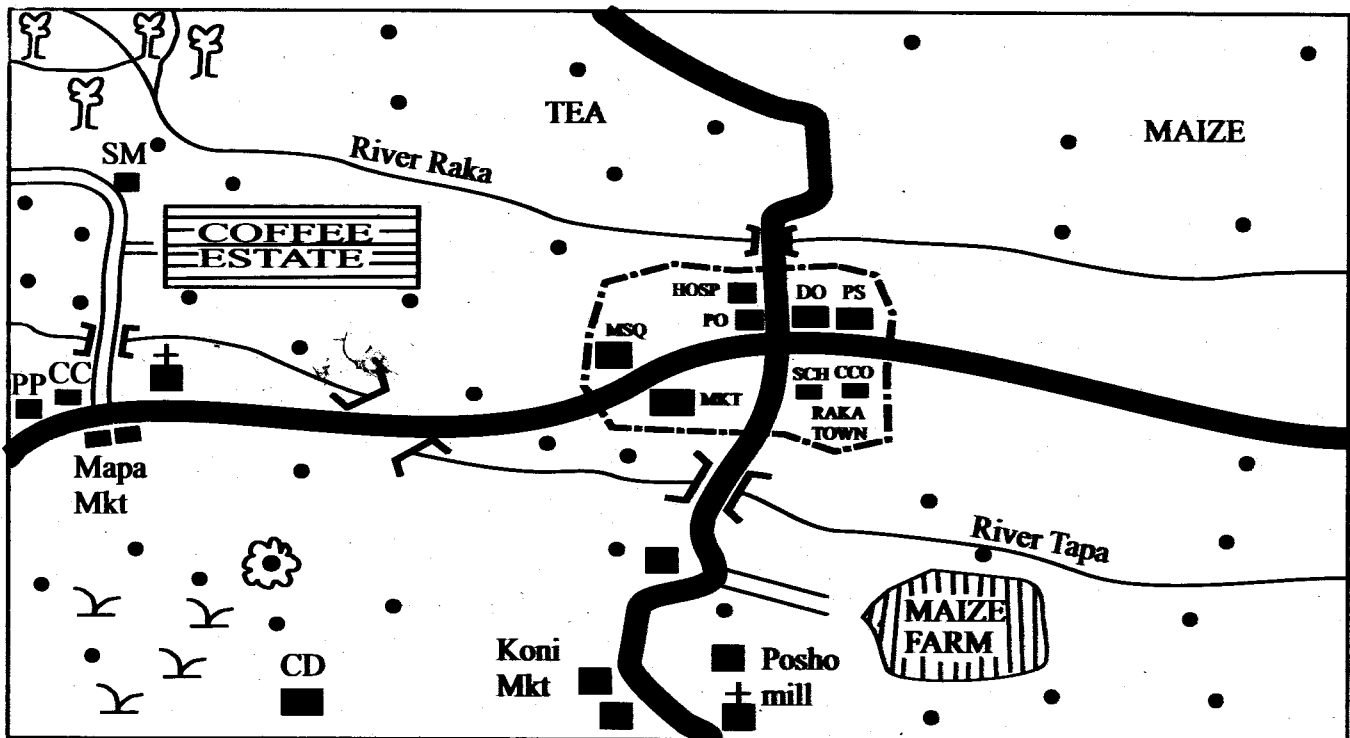 TEA
MAIZE
SM
River Raka
COFFEE
ESTATE
HOSP
DO
PS
PO
MSQ
PP
CC
MKT
SCH
CCO
RAKA
TOWN
Mapa
Mkt
River Tapa
MAIZE
FARM
CD
Koni
Mkt
Posho
mill